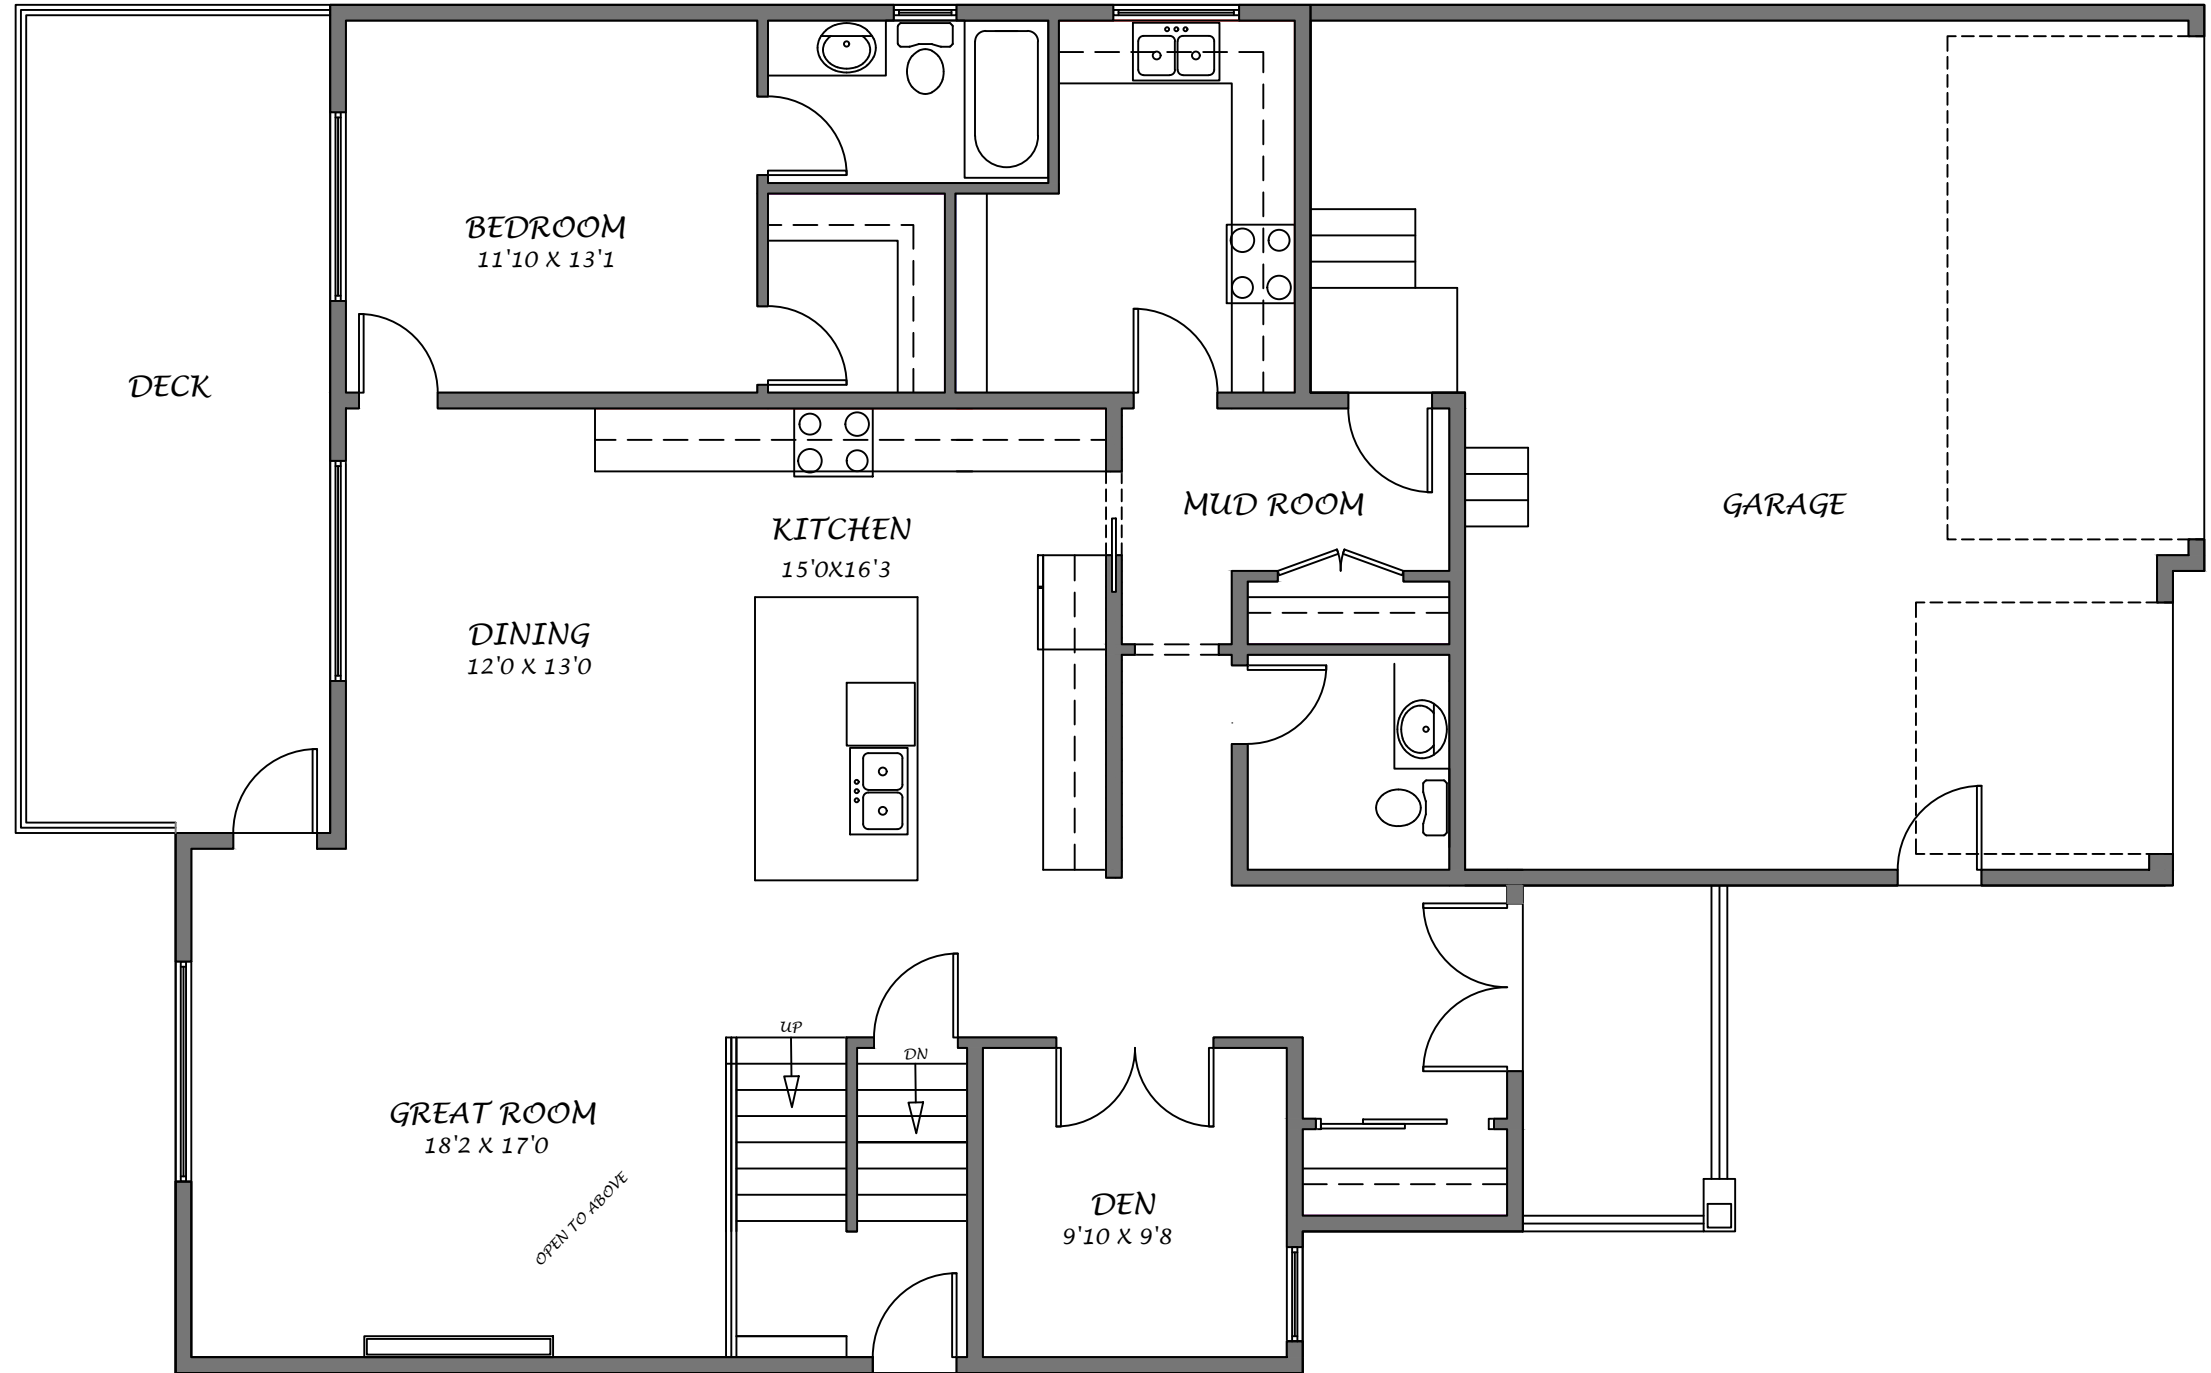 BEDROOM
11'10 X 13'1
DECK
KITCHEN
15'0X16'3
MUD ROOM
GARAGE
DINING
12'0 X 13'0
UP
DN
GREAT ROOM
18'2 X 17'0
OPEN TO ABOVE
DEN
9'10 X 9'8